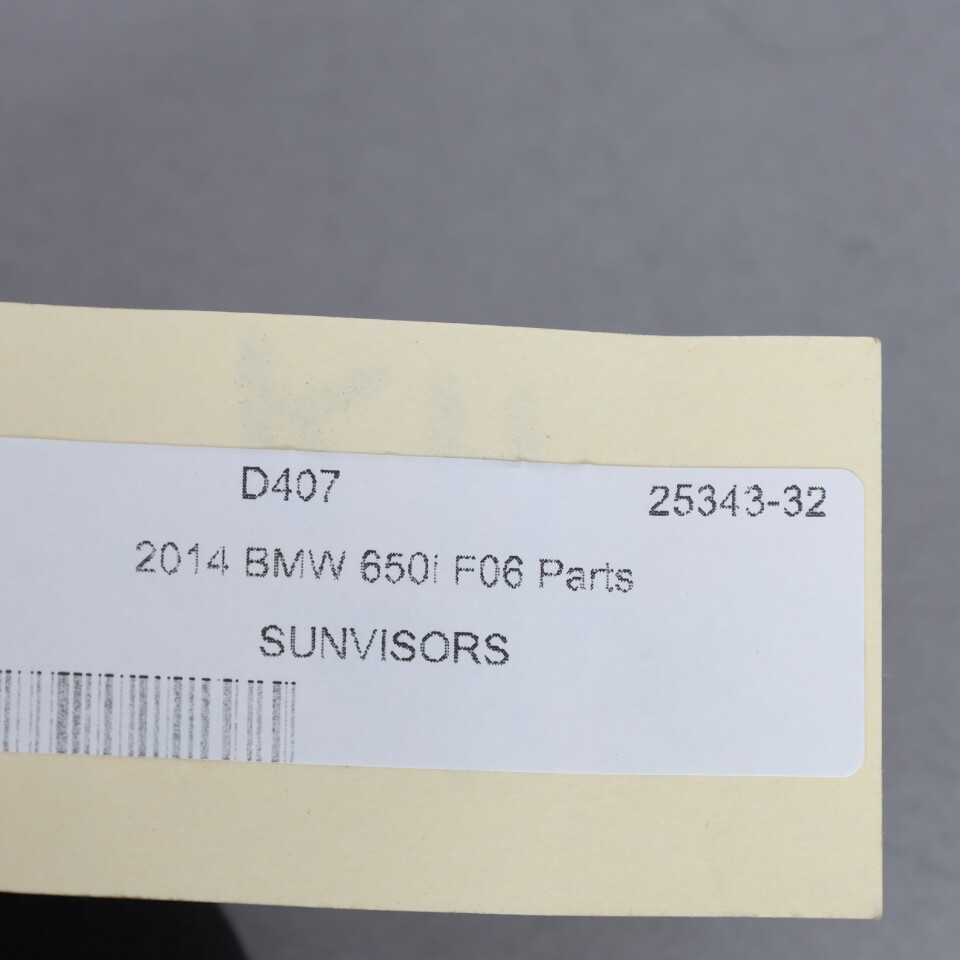 D407 25343-32
2014 BMW 650i F06 Parts
SUNVISORS